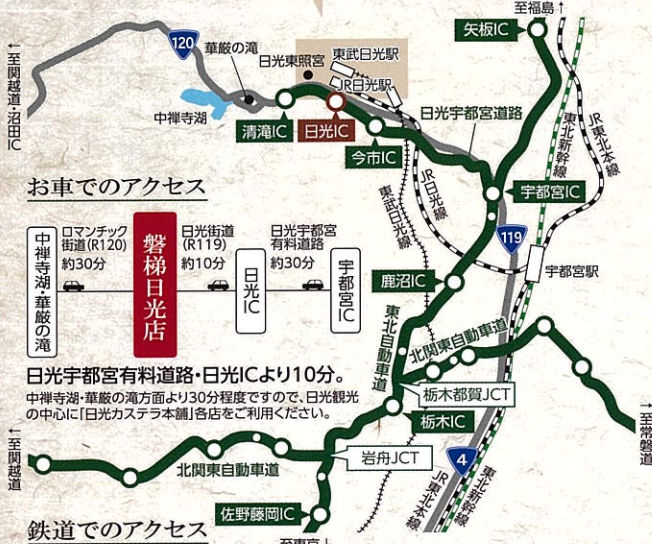 至福島↑
矢板IC
120
華厳の滝
日光東照宮
東武日光駅
JR日光駅
←至関越道・沼田IC
中禅寺湖
清滝IC
日光IC
今市IC
日光宇都宮道路
JR東北本線
東北新幹線
JR日光線
東武日光線
宇都宮IC
119
宇都宮駅
お車でのアクセス
中禅寺湖・華厳の滝
ロマンチック
街道(R120)
約30分
磐梯日光店
日光街道
(R119)
約10分
日光IC
日光宇都宮
有料道路
約30分
宇都宮IC
鹿沼IC
東北自動車道
北関東自動車道
日光宇都宮有料道路・日光ICより10分。
中禅寺湖・華厳の滝方面より30分程度ですので、日光観光
の中心に「日光カステラ本舗」各店をご利用ください。
栃木都賀JCT
栃木IC
→至常磐道
←至関越道
北関東自動車道
岩舟JCT
4
JR東北本線
東北新幹線
佐野藤岡IC
鉄道でのアクセス
至東京↓